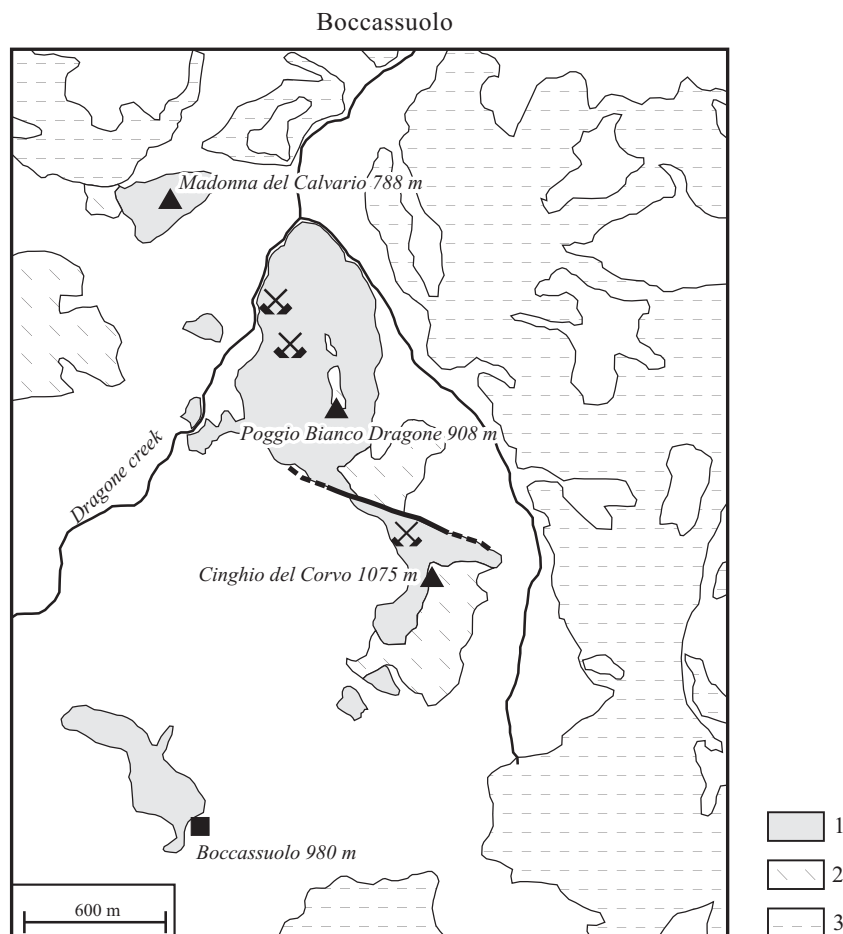 Boccassuolo
Madonna del Calvario 788 m
Poggio Bianco Dragone 908 m
Dragone creek
Cinghio del Corvo 1075 m
Boccassuolo 980 m
600 m
1
2
3